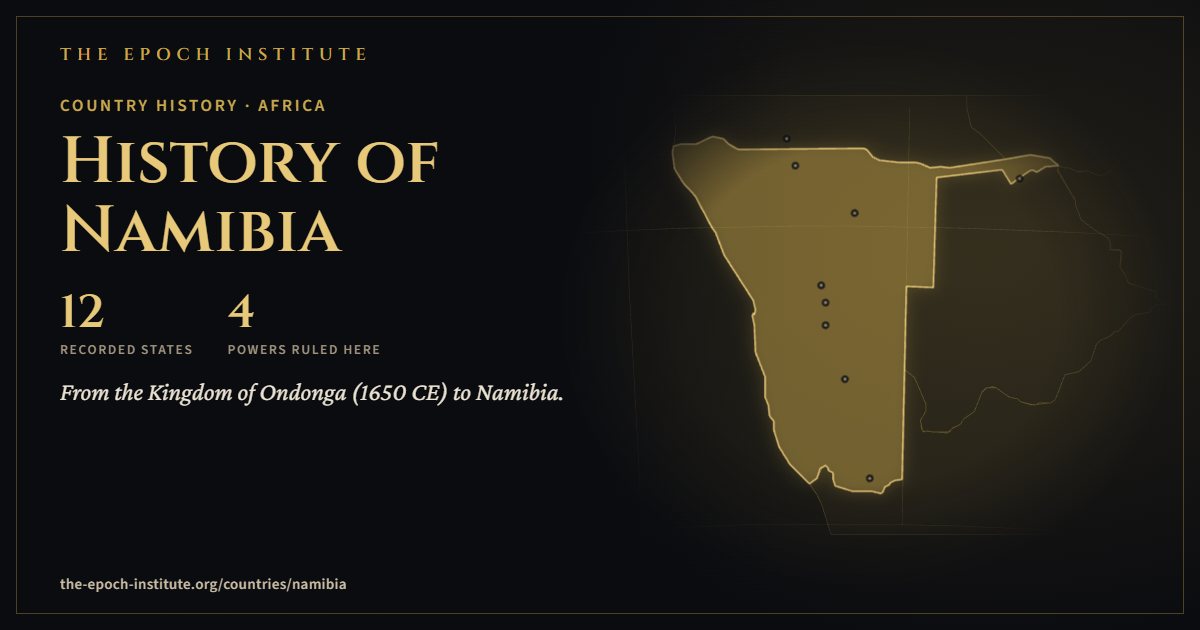 THE EPOCH INSTITUTE
COUNTRY HISTORY · AFRICA
HISTORY OF
NAMIBIA
12
4
RECORDED STATES
POWERS RULED HERE
From the Kingdom of Ondonga (1650 CE) to Namibia.
the-epoch-institute.org/countries/namibia